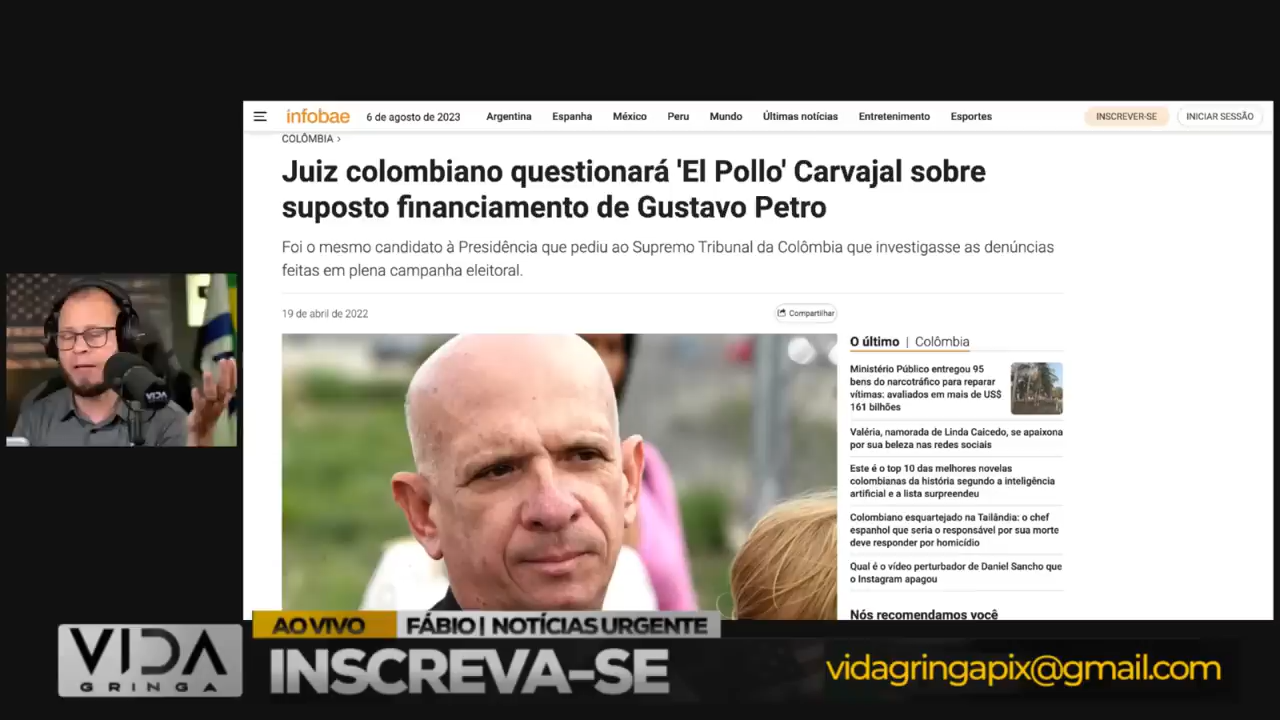 infobae
6 de agosto de 2023
Argentina
Espanha
México
Peru
Mundo
Últimas notícias
Entretenimento
Esportes
INSCREVER-SE
INICIAR SESSÃO
COLÔMBIA >
Juiz colombiano questionará 'El Pollo' Carvajal sobre
suposto financiamento de Gustavo Petro
Foi o mesmo candidato à Presidência que pediu ao Supremo Tribunal da Colômbia que investigasse as denúncias
feitas em plena campanha eleitoral.
19 de abril de 2022
Compartilhar
O último | Colômbia
Ministério Público entregou 95
bens do narcotráfico para reparar
vítimas: avaliados em mais de US$
161 bilhões
Valéria, namorada de Linda Caicedo, se apaixona
por sua beleza nas redes sociais
Este é o top 10 das melhores novelas
colombianas da história segundo a inteligência
artificial e a lista surpreendeu
Colombiano esquartejado na Tailândia: o chef
espanhol que seria o responsável por sua morte
deve responder por homicídio
Qual é o vídeo perturbador de Daniel Sancho que
o Instagram apagou
Nós recomendamos você
VIDA
AO VIVO
FÁBIO | NOTÍCIAS URGENTE
VIDA
GRINGA
INSCREVA-SE
vidagringapix@gmail.com